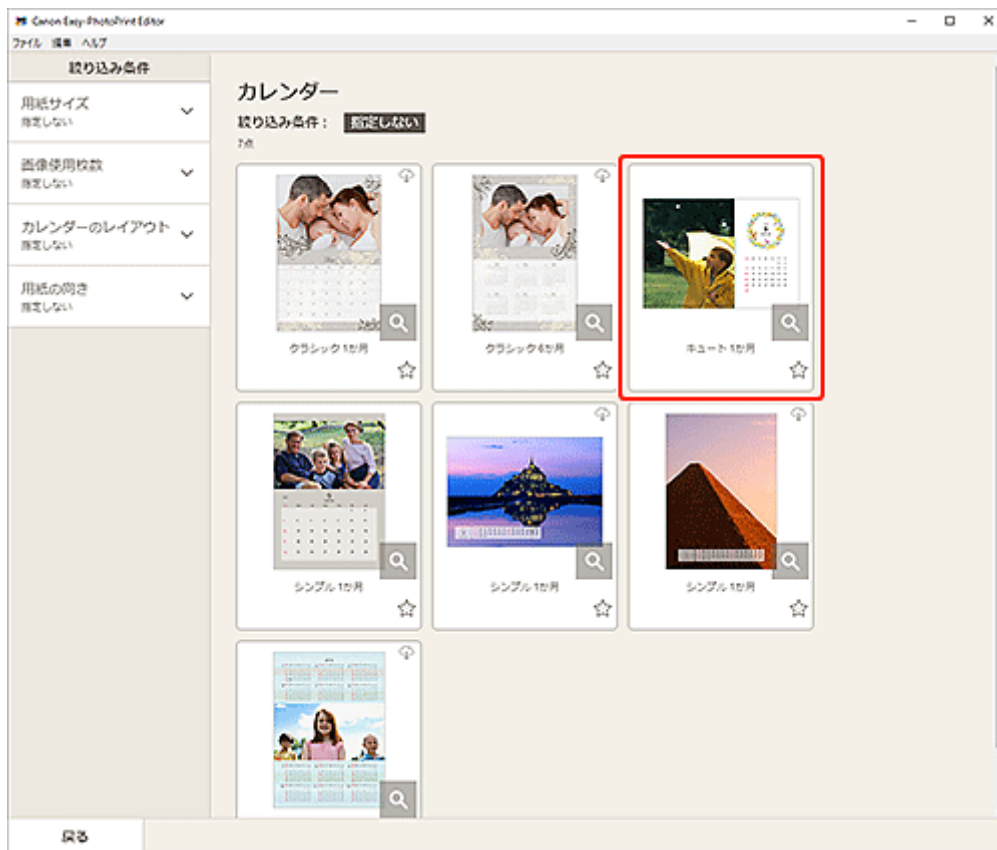 Canon Easy-PhotoPrint Editor
ファイル 編集 ヘルプ
絞り込み条件
用紙サイズ
指定しない
画像使用枚数
指定しない
カレンダーのレイアウト
指定しない
用紙の向き
指定しない
カレンダー
絞り込み条件： 指定しない
7点
クラシック 1か月
クラシック 6か月
キュート 1か月
シンプル 1か月
シンプル 1か月
シンプル 1か月
戻る